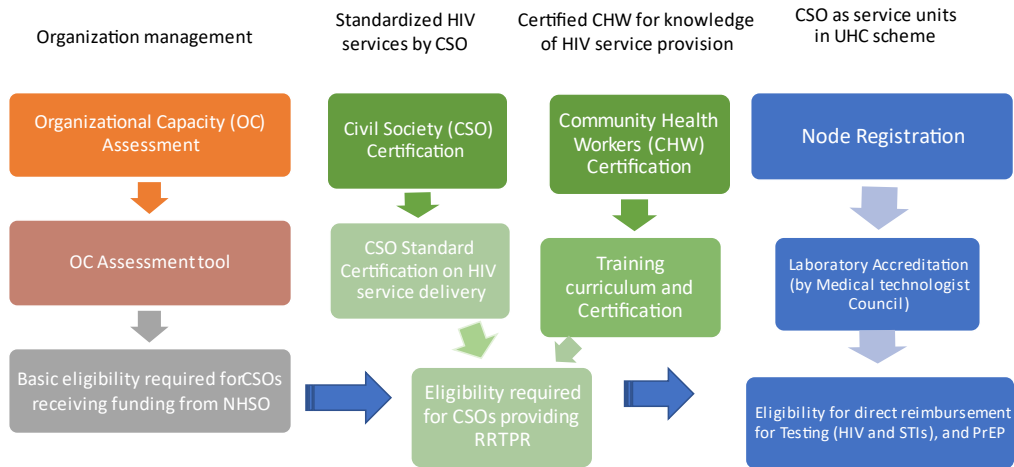 Organization management
Standardized HIV
services by CSO
Certified CHW for knowledge
of HIV service provision
CSO as service units
in UHC scheme
Organizational Capacity (OC)
Assessment
Civil Society (CSO)
Certification
Community Health
Workers (CHW)
Certification
Node Registration
OC Assessment tool
CSO Standard
Certification on HIV
service delivery
Training
curriculum and
Certification
Laboratory Accreditation
(by Medical technologist
Council)
Basic eligibility required forCSOs
receiving funding from NHSO
Eligibility required
for CSOs providing
RRTPR
Eligibility for direct reimbursement
for Testing (HIV and STIs), and PrEP